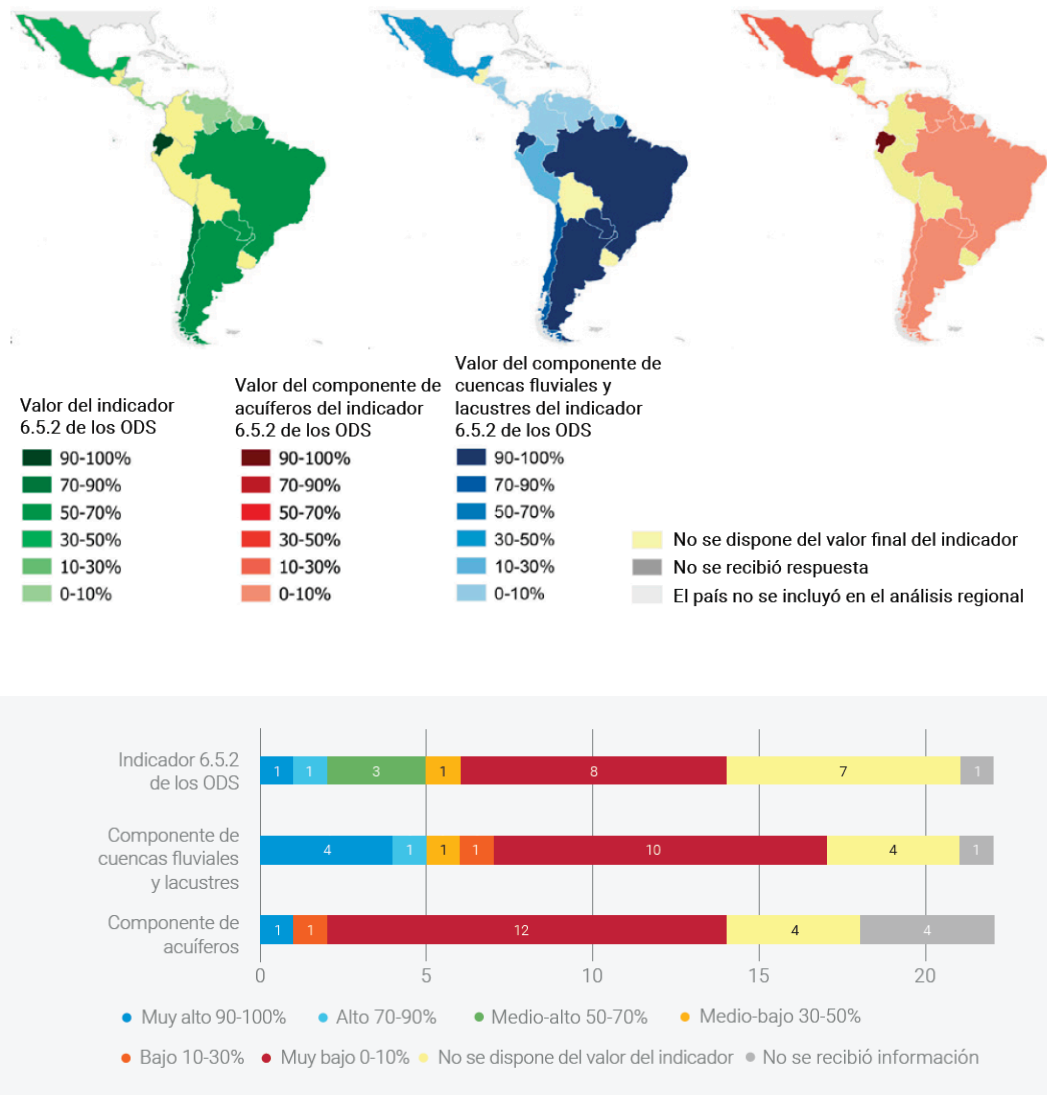 Valor del indicador
6.5.2 de los ODS
90-100%
70-90%
50-70%
30-50%
10-30%
0-10%
Valor del componente de
acuíferos del indicador
6.5.2 de los ODS
90-100%
70-90%
50-70%
30-50%
10-30%
0-10%
Valor del componente de
cuencas fluviales y
lacustres del indicador
6.5.2 de los ODS
90-100%
70-90%
50-70%
30-50%
10-30%
0-10%
No se dispone del valor final del indicador
No se recibió respuesta
El país no se incluyó en el análisis regional
Indicador 6.5.2
de los ODS
1 1 3 1 8 7 1
Componente de
cuencas fluviales
y lacustres
4 1 1 1 10 4 1
Componente de
acuíferos
1 1 12 4 4
0 5 10 15 20
Muy alto 90-100% Alto 70-90% Medio-alto 50-70% Medio-bajo 30-50%
Bajo 10-30% Muy bajo 0-10% No se dispone del valor del indicador No se recibió información